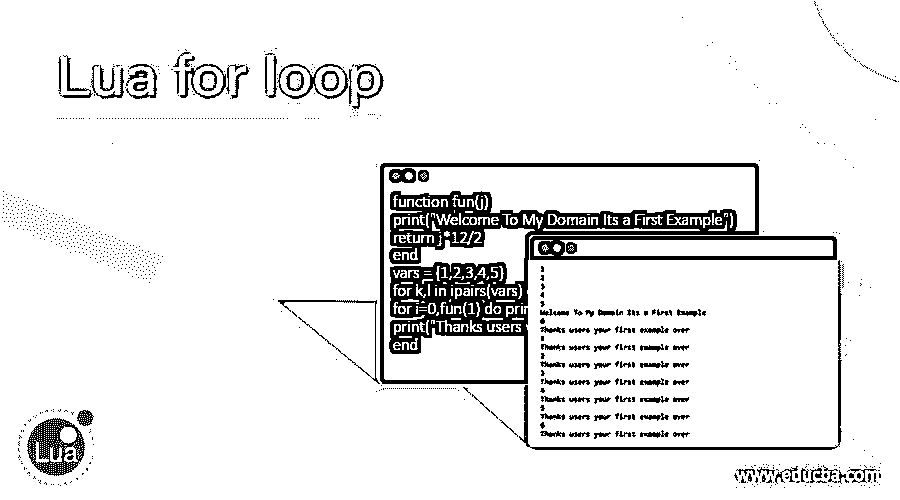 Lua for loop
function fun(j)
print("Welcome To My Domain Its a First Example")
return j*12/2
end
vars = {1,2,3,4,5}
for k,l in ipairs(vars)
for i=0,fun(1) do
print("Thanks users
end
1
2
3
4
5
Welcome To My Domain Its a First Example
0
Thanks users your first example over
1
Thanks users your first example over
2
Thanks users your first example over
3
Thanks users your first example over
4
Thanks users your first example over
5
Thanks users your first example over
6
Thanks users your first example over
Lua
www.educba.com